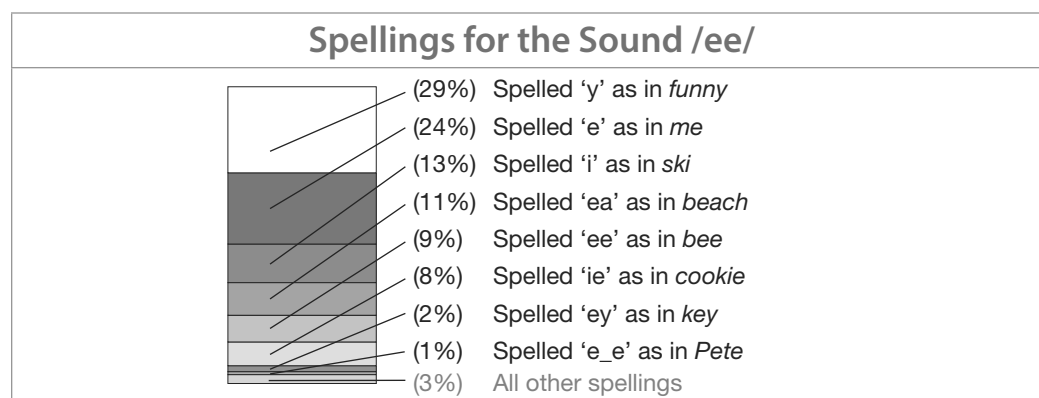 Spellings for the Sound /ee/
(29%) Spelled ‘y’ as in funny
(24%) Spelled ‘e’ as in me
(13%) Spelled ‘i’ as in ski
(11%) Spelled ‘ea’ as in beach
(9%) Spelled ‘ee’ as in bee
(8%) Spelled ‘ie’ as in cookie
(2%) Spelled ‘ey’ as in key
(1%) Spelled ‘e_e’ as in Pete
(3%) All other spellings